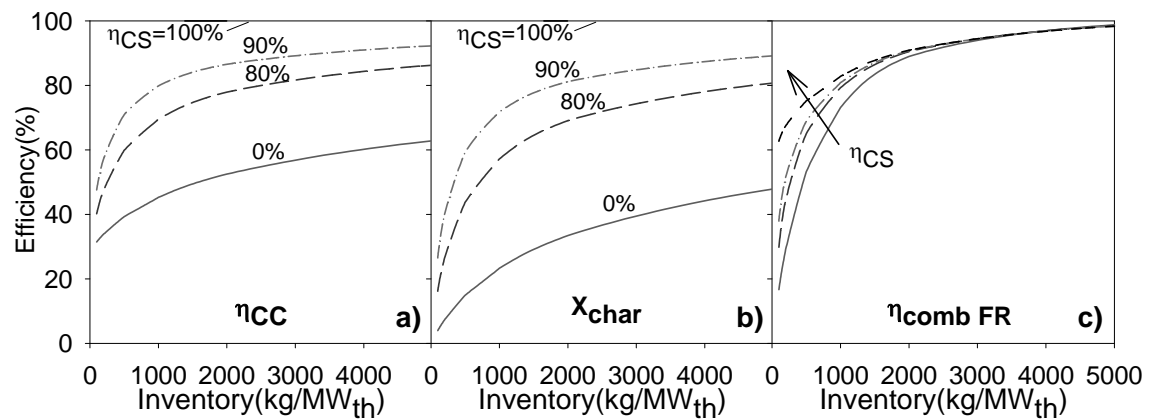 Efficiency(%)
100
80
60
40
20
0
ηCS=100%
90%
80%
0%
ηCC
a)
0 1000 2000 3000 4000
Inventory(kg/MWth)
ηCS=100%
90%
80%
0%
Xchar
b)
0 1000 2000 3000 4000
Inventory(kg/MWth)
ηCS
ηcomb FR
c)
0 1000 2000 3000 4000 5000
Inventory(kg/MWth)